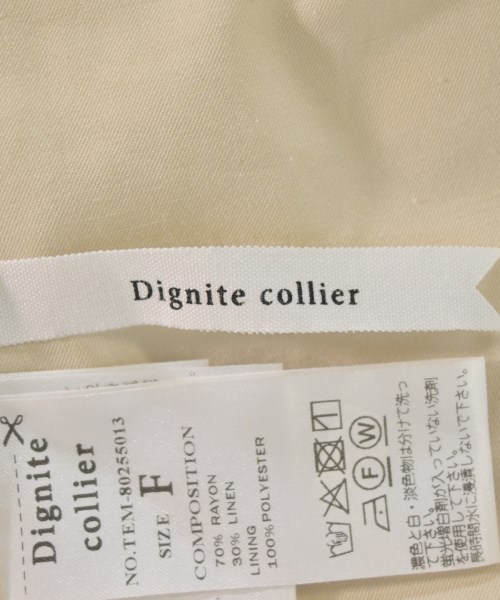 Dignite collier
Dignite
collier
NO.TEM-80255013
SIZE F
COMPOSITION
70% RAYON
30% LINEN
LINING
100% POLYESTER
F W
濃色と白・淡色物は分けて洗っ
て下さい。
蛍光増白剤が入っていない洗剤
を使用して下さい。
長時間水に浸漬しないで下さい。